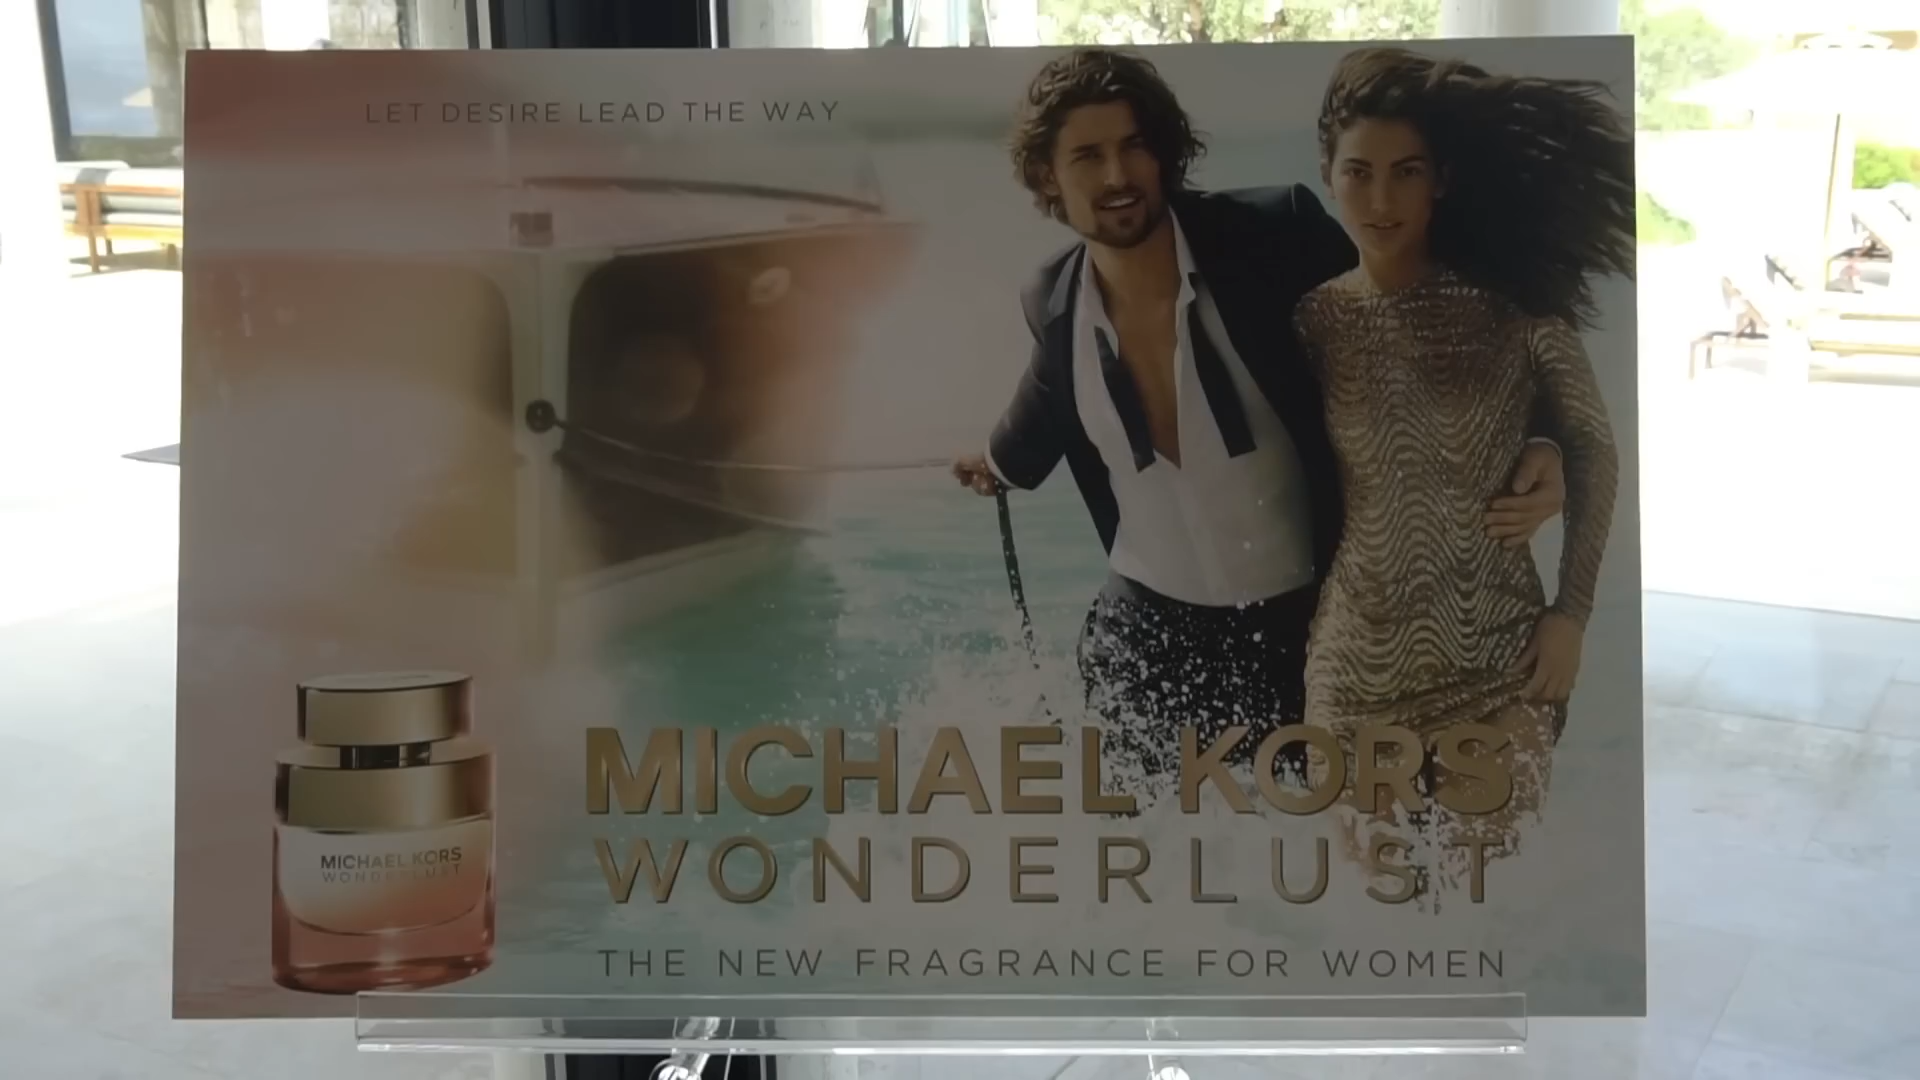 LET DESIRE LEAD THE WAY
MICHAEL KORS
WONDERLUST
MICHAEL KORS
WONDERLUST
THE NEW FRAGRANCE FOR WOMEN